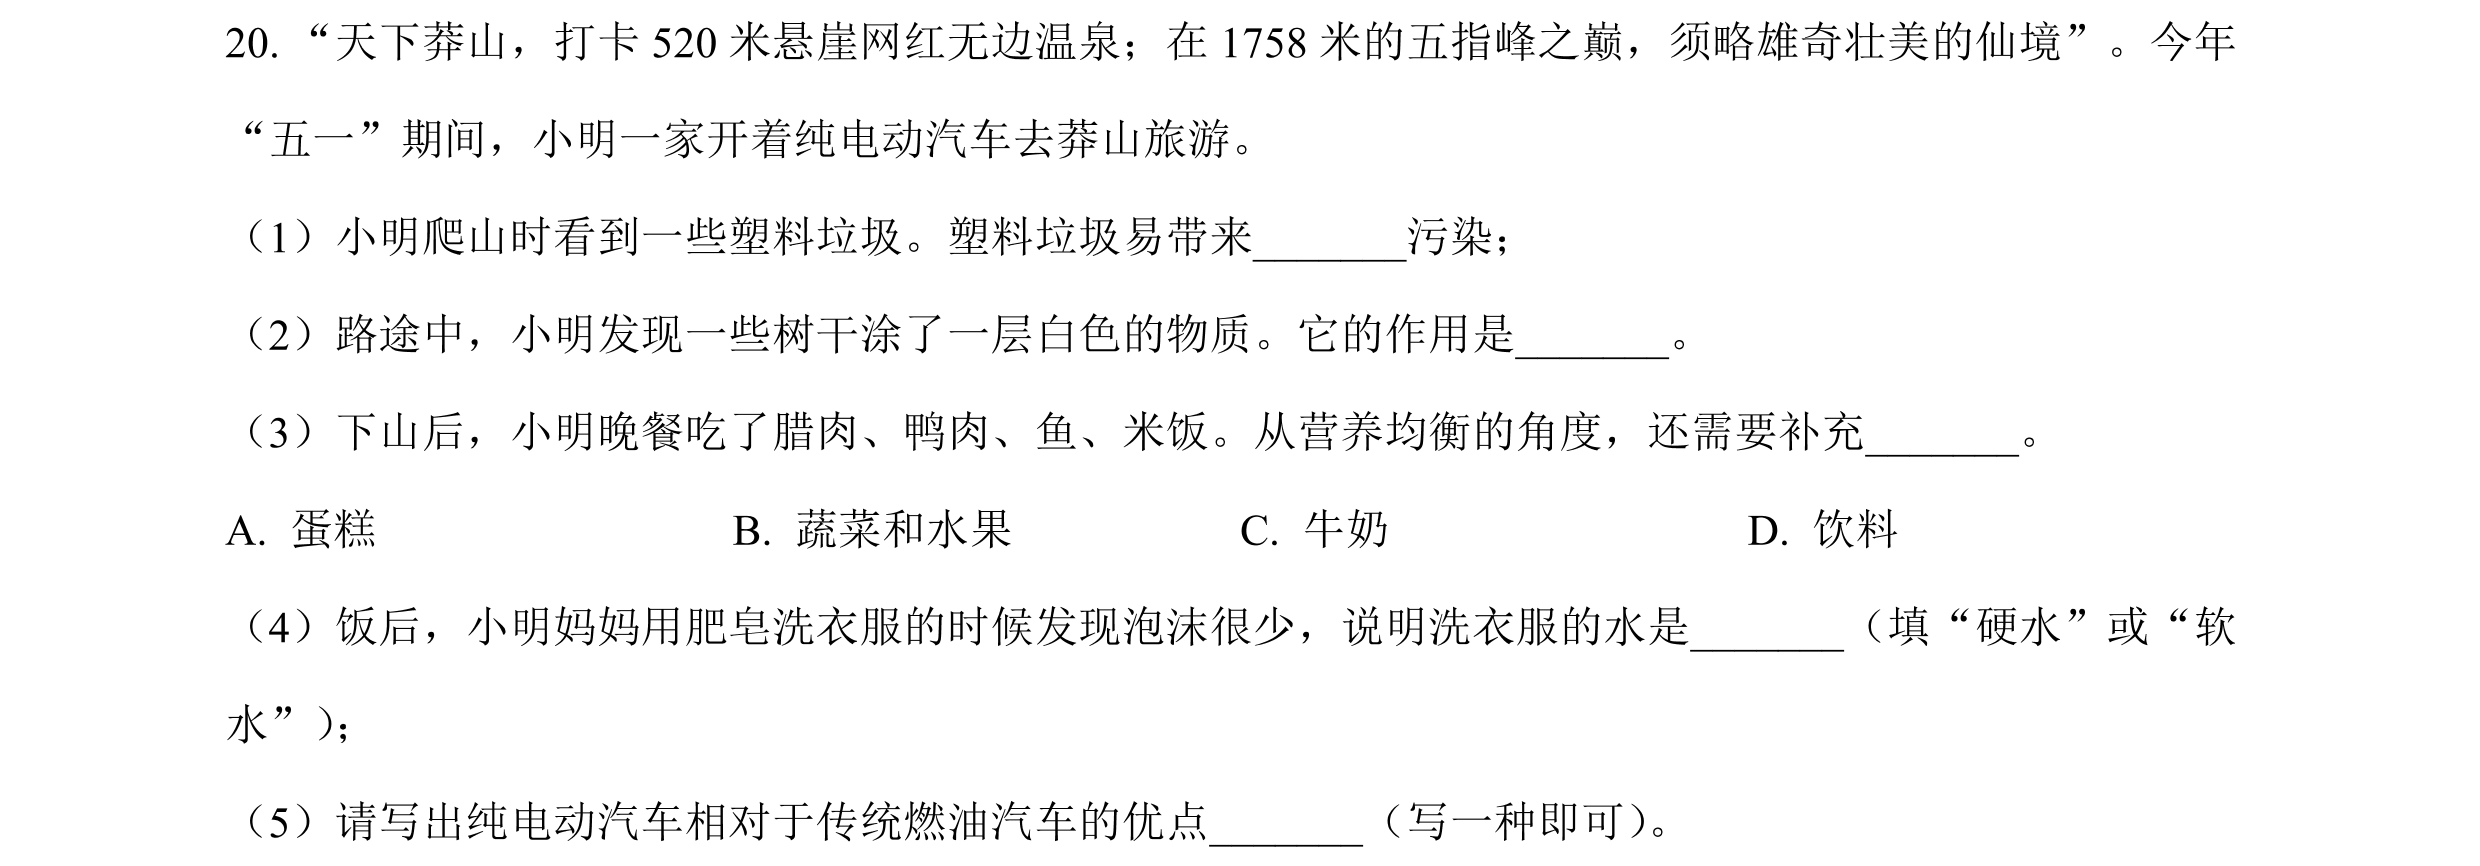 20. “天下莽山，打卡 520 米悬崖网红无边温泉；在 1758 米的五指峰之巅，须略雄奇壮美的仙境”。今年
“五一”期间，小明一家开着纯电动汽车去莽山旅游。
（1）小明爬山时看到一些塑料垃圾。塑料垃圾易带来_______污染；
（2）路途中，小明发现一些树干涂了一层白色的物质。它的作用是_______。
（3）下山后，小明晚餐吃了腊肉、鸭肉、鱼、米饭。从营养均衡的角度，还需要补充_______。
A. 蛋糕 B. 蔬菜和水果 C. 牛奶 D. 饮料
（4）饭后，小明妈妈用肥皂洗衣服的时候发现泡沫很少，说明洗衣服的水是_______（填“硬水”或“软
水”）；
（5）请写出纯电动汽车相对于传统燃油汽车的优点_______（写一种即可）。